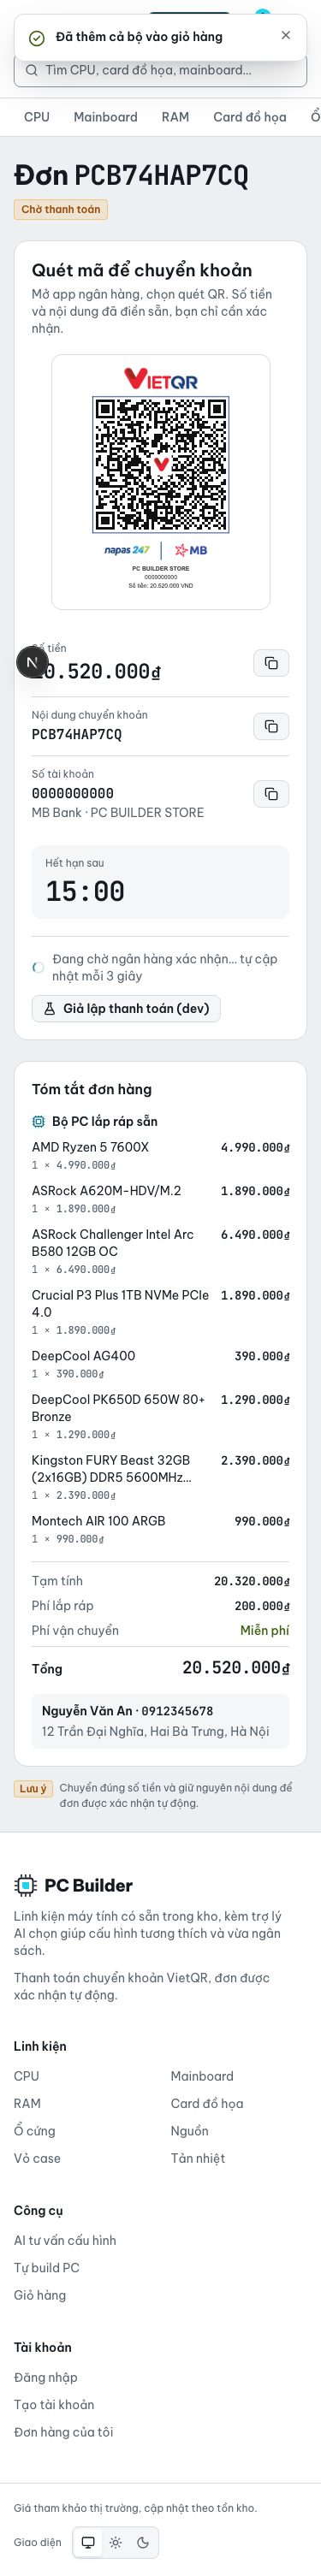 Đã thêm cả bộ vào giỏ hàng
Tìm CPU, card đồ họa, mainboard...
CPU Mainboard RAM Card đồ họa Ổ
Đơn PCB74HAP7CQ
Chờ thanh toán
Quét mã để chuyển khoản
Mở app ngân hàng, chọn quét QR. Số tiền
và nội dung đã điền sẵn, bạn chỉ cần xác
nhận.
VIETQR
napas 247 MB
PC BUILDER STORE
0000000000
Số tiền: 20.520.000 VND
Số tiền
20.520.000₫
Nội dung chuyển khoản
PCB74HAP7CQ
Số tài khoản
0000000000
MB Bank · PC BUILDER STORE
Hết hạn sau
15:00
Đang chờ ngân hàng xác nhận... tự cập
nhật mỗi 3 giây
Giả lập thanh toán (dev)
Tóm tắt đơn hàng
Bộ PC lắp ráp sẵn
AMD Ryzen 5 7600X 4.990.000₫
1 × 4.990.000₫
ASRock A620M-HDV/M.2 1.890.000₫
1 × 1.890.000₫
ASRock Challenger Intel Arc 6.490.000₫
B580 12GB OC
1 × 6.490.000₫
Crucial P3 Plus 1TB NVMe PCIe 1.890.000₫
4.0
1 × 1.890.000₫
DeepCool AG400 390.000₫
1 × 390.000₫
DeepCool PK650D 650W 80+ 1.290.000₫
Bronze
1 × 1.290.000₫
Kingston FURY Beast 32GB 2.390.000₫
(2x16GB) DDR5 5600MHz...
1 × 2.390.000₫
Montech AIR 100 ARGB 990.000₫
1 × 990.000₫
Tạm tính 20.320.000₫
Phí lắp ráp 200.000₫
Phí vận chuyển Miễn phí
Tổng 20.520.000₫
Nguyễn Văn An · 0912345678
12 Trần Đại Nghĩa, Hai Bà Trưng, Hà Nội
Lưu ý Chuyển đúng số tiền và giữ nguyên nội dung để
đơn được xác nhận tự động.
PC Builder
Linh kiện máy tính có sẵn trong kho, kèm trợ lý
AI chọn giúp cấu hình tương thích và vừa ngân
sách.
Thanh toán chuyển khoản VietQR, đơn được
xác nhận tự động.
Linh kiện
CPU Mainboard
RAM Card đồ họa
Ổ cứng Nguồn
Vỏ case Tản nhiệt
Công cụ
AI tư vấn cấu hình
Tự build PC
Giỏ hàng
Tài khoản
Đăng nhập
Tạo tài khoản
Đơn hàng của tôi
Giá tham khảo thị trường, cập nhật theo tồn kho.
Giao diện